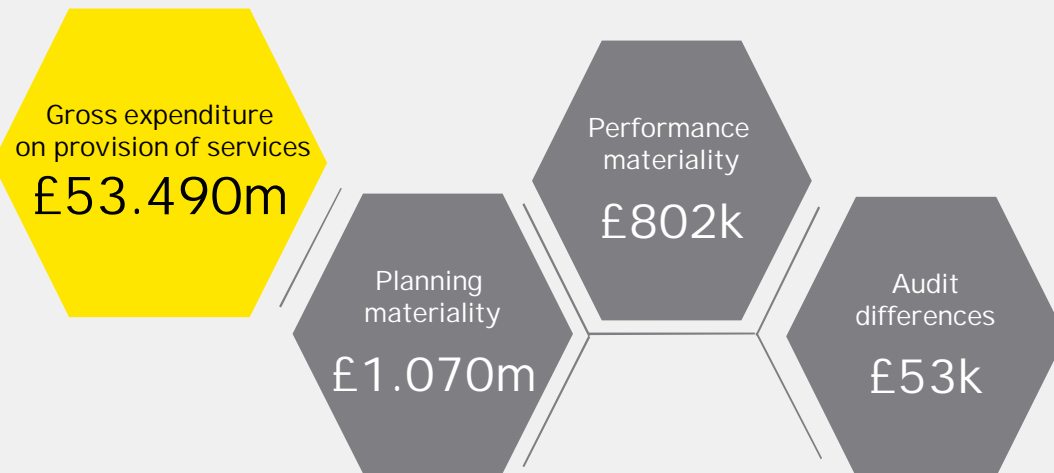 Gross expenditure
on provision of services
£53.490m
Planning
materiality
£1.070m
Performance
materiality
£802k
Audit
differences
£53k